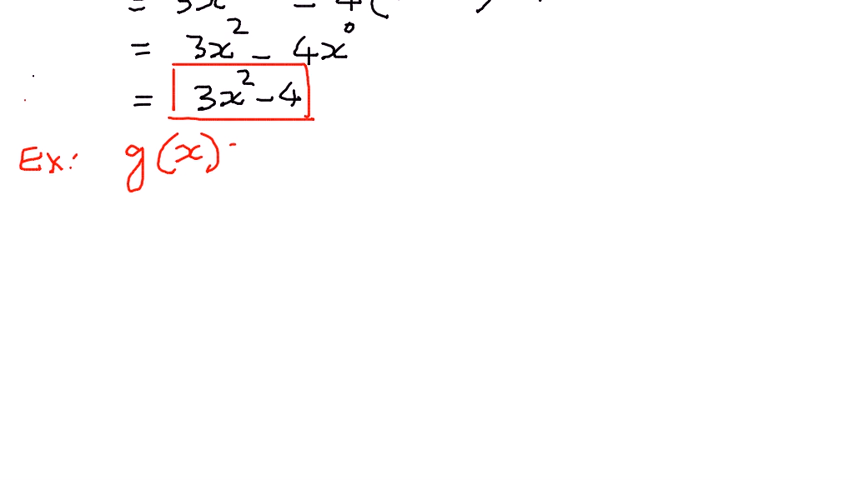 = 3x² - 4x⁰
= 3x² - 4
Ex: g(x)